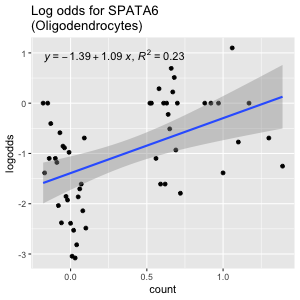 Log odds for SPATA6
(Oligodendrocytes)
y = −1.39 + 1.09 x, R² = 0.23
1
0
-1
-2
-3
logodds
0.0 0.5 1.0
count